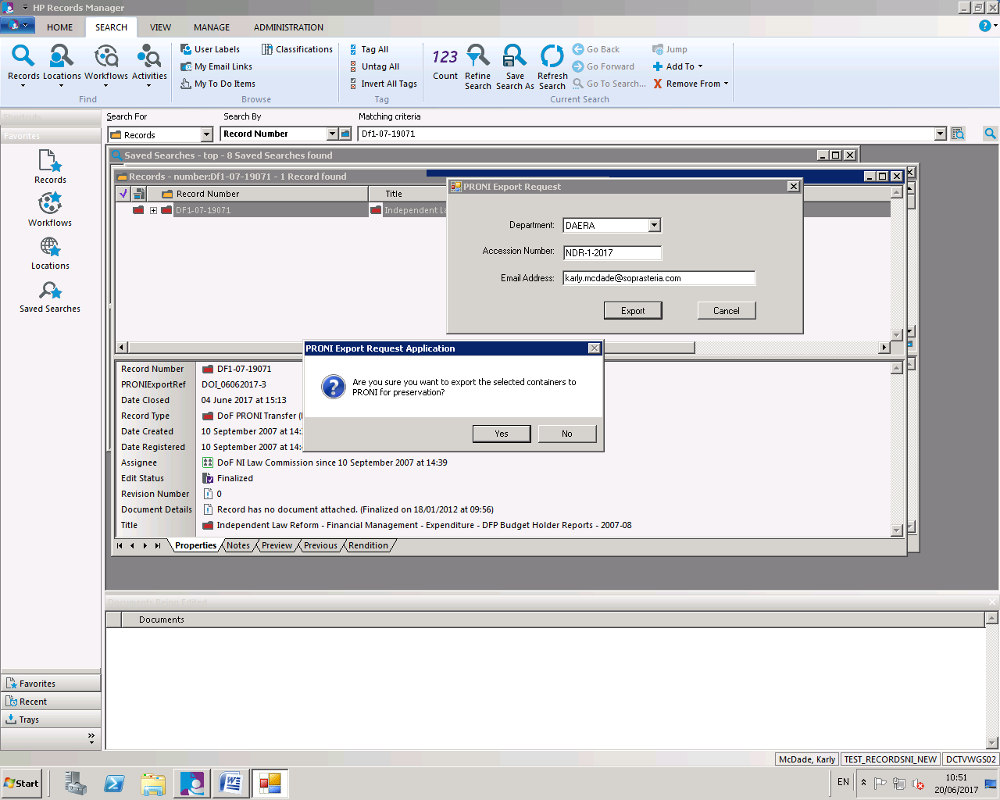 HP Records Manager
HOME SEARCH VIEW MANAGE ADMINISTRATION
Records Locations Workflows Activities
Find
User Labels Classifications
My Email Links
My To Do Items
Browse
Tag All
Untag All
Invert All Tags
Tag
123
Count Refine Search Save Search As Refresh Search
Go Back Jump
Go Forward Add To
Go To Search... Remove From
Current Search
Shortcuts
Favorites
Records
Workflows
Locations
Saved Searches
Search For Search By Matching criteria
Records Record Number Df1-07-19071
Saved Searches - top - 8 Saved Searches found
Records - number:Df1-07-19071 - 1 Record found
Record Number Title
DF1-07-19071 Independent La
PRONI Export Request
Department: DAERA
Accession Number: NDR-1-2017
Email Address: karly.mcdade@soprasteria.com
Export Cancel
PRONI Export Request Application
Are you sure you want to export the selected containers to
PRONI for preservation?
Yes No
Record Number DF1-07-19071
PRONIExportRef DOI_06062017-3
Date Closed 04 June 2017 at 15:13
Record Type DoF PRONI Transfer (
Date Created 10 September 2007 at 14:
Date Registered 10 September 2007 at 14:
Assignee DoF NI Law Commission since 10 September 2007 at 14:39
Edit Status Finalized
Revision Number 0
Document Details Record has no document attached. (Finalized on 18/01/2012 at 09:56)
Title Independent Law Reform - Financial Management - Expenditure - DFP Budget Holder Reports - 2007-08
Properties Notes Preview Previous Rendition
Documents Being Edited
Documents
Favorites
Recent
Trays
McDade, Karly TEST_RECORDSNI_NEW DCTVWGS02
Start EN 10:51
20/06/2017